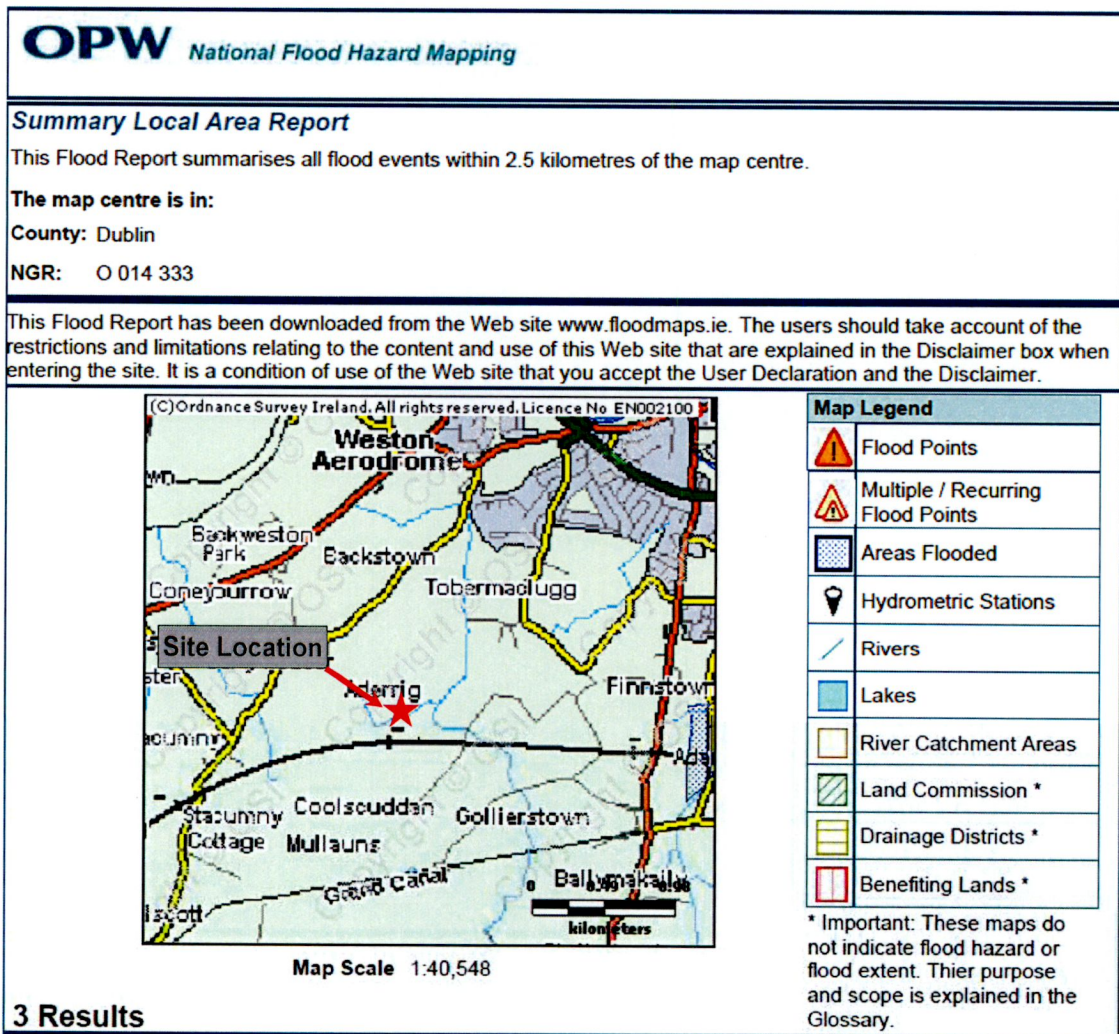 OPW National Flood Hazard Mapping
Summary Local Area Report
This Flood Report summarises all flood events within 2.5 kilometres of the map centre.
The map centre is in:
County: Dublin
NGR: O 014 333
This Flood Report has been downloaded from the Web site www.floodmaps.ie. The users should take account of the
restrictions and limitations relating to the content and use of this Web site that are explained in the Disclaimer box when
entering the site. It is a condition of use of the Web site that you accept the User Declaration and the Disclaimer.
(C)Ordnance Survey Ireland. All rights reserved. Licence No EN002100
Weston
Aerodrome
Backweston
Park
Backstown
Coneyburrow
Tobermaclugg
Site Location
Aderrig
Finnstown
Stacumny
Cottage
Coolscuddan
Mullauns
Gollierstown
Grand Canal
Ballymakaily
0 0.49 0.98
kilometers
Map Scale 1:40,548
Map Legend
Flood Points
Multiple / Recurring
Flood Points
Areas Flooded
Hydrometric Stations
Rivers
Lakes
River Catchment Areas
Land Commission *
Drainage Districts *
Benefiting Lands *
* Important: These maps do
not indicate flood hazard or
flood extent. Thier purpose
and scope is explained in the
Glossary.
3 Results